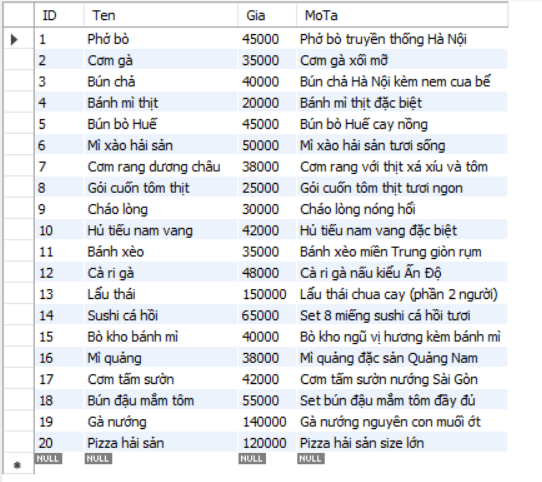 ID Ten Gia MoTa
1 Phở bò 45000 Phở bò truyền thống Hà Nội
2 Cơm gà 35000 Cơm gà xối mỡ
3 Bún chả 40000 Bún chả Hà Nội kèm nem cua bể
4 Bánh mì thịt 20000 Bánh mì thịt đặc biệt
5 Bún bò Huế 45000 Bún bò Huế cay nồng
6 Mì xào hải sản 50000 Mì xào hải sản tươi sống
7 Cơm rang dương châu 38000 Cơm rang với thịt xá xíu và tôm
8 Gỏi cuốn tôm thịt 25000 Gỏi cuốn tôm thịt tươi ngon
9 Cháo lòng 30000 Cháo lòng nóng hổi
10 Hủ tiếu nam vang 42000 Hủ tiếu nam vang đặc biệt
11 Bánh xèo 35000 Bánh xèo miền Trung giòn rụm
12 Cà ri gà 48000 Cà ri gà nấu kiểu Ấn Độ
13 Lẩu thái 150000 Lẩu thái chua cay (phần 2 người)
14 Sushi cá hồi 65000 Set 8 miếng sushi cá hồi tươi
15 Bò kho bánh mì 40000 Bò kho ngũ vị hương kèm bánh mì
16 Mì quảng 38000 Mì quảng đặc sản Quảng Nam
17 Cơm tấm sườn 42000 Cơm tấm sườn nướng Sài Gòn
18 Bún đậu mắm tôm 55000 Set bún đậu mắm tôm đầy đủ
19 Gà nướng 140000 Gà nướng nguyên con muối ớt
20 Pizza hải sản 120000 Pizza hải sản size lớn
NULL NULL NULL NULL